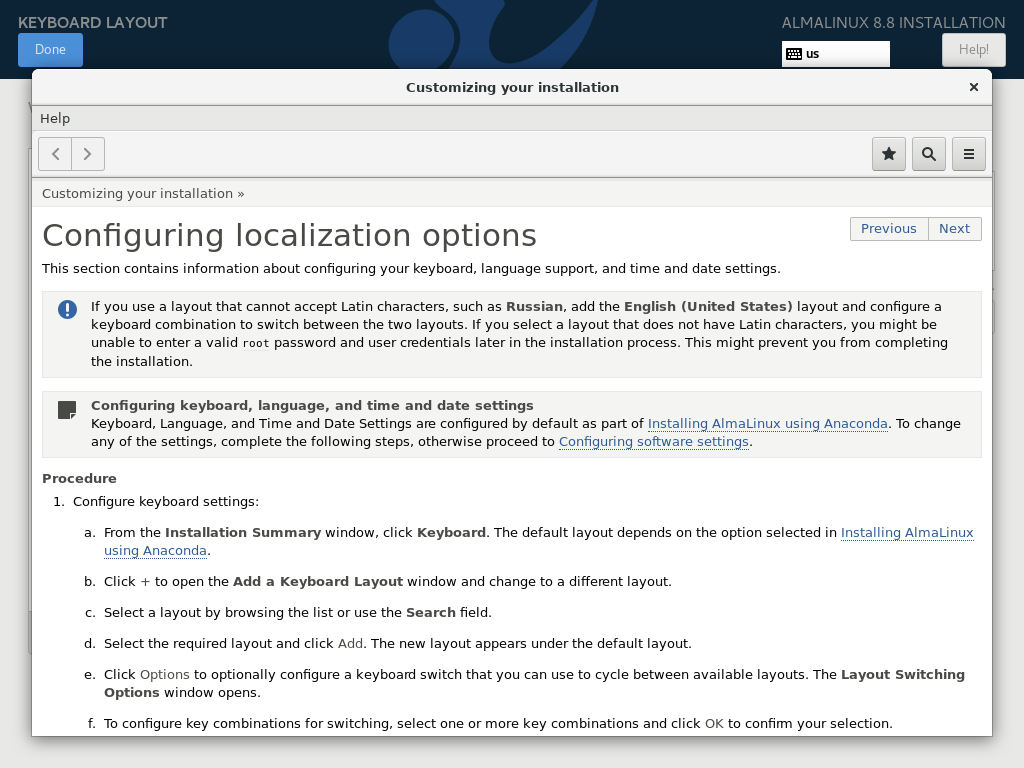 KEYBOARD LAYOUT
ALMALINUX 8.8 INSTALLATION
Done
us
Help!
Customizing your installation
Help
Customizing your installation »
Configuring localization options
Previous
Next
This section contains information about configuring your keyboard, language support, and time and date settings.
If you use a layout that cannot accept Latin characters, such as Russian, add the English (United States) layout and configure a
keyboard combination to switch between the two layouts. If you select a layout that does not have Latin characters, you might be
unable to enter a valid root password and user credentials later in the installation process. This might prevent you from completing
the installation.
Configuring keyboard, language, and time and date settings
Keyboard, Language, and Time and Date Settings are configured by default as part of Installing AlmaLinux using Anaconda. To change
any of the settings, complete the following steps, otherwise proceed to Configuring software settings.
Procedure
1. Configure keyboard settings:
a. From the Installation Summary window, click Keyboard. The default layout depends on the option selected in Installing AlmaLinux
using Anaconda.
b. Click + to open the Add a Keyboard Layout window and change to a different layout.
c. Select a layout by browsing the list or use the Search field.
d. Select the required layout and click Add. The new layout appears under the default layout.
e. Click Options to optionally configure a keyboard switch that you can use to cycle between available layouts. The Layout Switching
Options window opens.
f. To configure key combinations for switching, select one or more key combinations and click OK to confirm your selection.